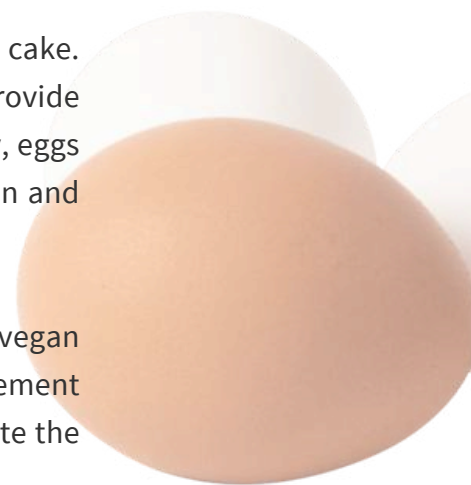 cake.
rovide
, eggs
n and
vegan
ement
te the